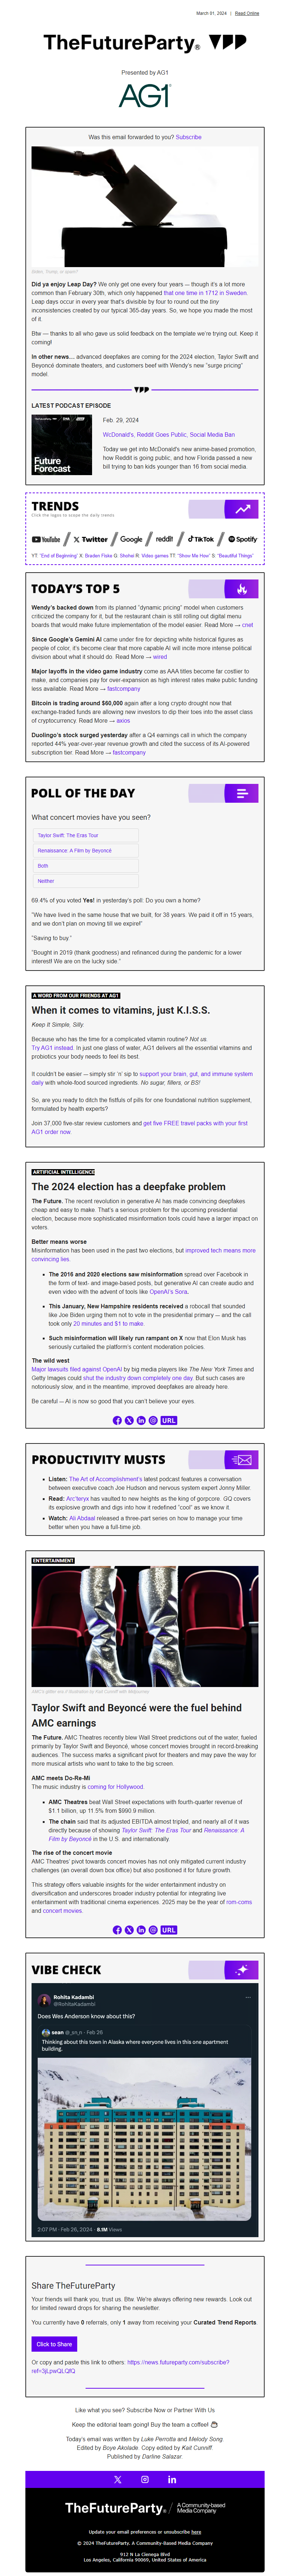 March 01, 2024 | Read Online
TheFutureParty®
Presented by AG1
AG1
Was this email forwarded to you? Subscribe
Biden, Trump, or aliens?
Did ya enjoy Leap Day? We only get one every four years — though it's a lot more
common than February 30th, which only happened that one time in 1712 in Sweden.
Leap days occur in every year that's divisible by four to round out the tiny
inconsistencies created by our typical 365-day years. So, we hope you made the most
of it.
Btw — thanks to all who gave us solid feedback on the template we're trying out. Keep it
coming!
In other news… advanced deepfakes are coming for the 2024 election, Taylor Swift and
Beyoncé dominate theaters, and customers beef with Wendy's new "surge pricing"
model.
LATEST PODCAST EPISODE
Future
Forecast
Feb. 29, 2024
McDonald's, Reddit Goes Public, Social Media Ban
Today we get into McDonald's new anime-based promotion,
how Reddit is going public, and how Florida passed a new
bill trying to ban kids younger than 16 from social media.
TRENDS
Click the logos to scope the daily trends
YouTube / X Twitter / Google / reddit / TikTok / Spotify
YT: "End of Beginning" X: Braden Fiske G: Shohei R: Video games TT: "Show Me How" S: "Beautiful Things"
TODAY'S TOP 5
Wendy's backed down from its planned "dynamic pricing" model when customers
criticized the company for it, but the restaurant chain is still rolling out digital menu
boards that would make future implementation of the model easier. Read More → cnet
Since Google's Gemini AI came under fire for depicting white historical figures as
people of color, it's become clear that more capable AI will incite more intense political
division about what it should do. Read More → wired
Major layoffs in the video game industry come as AAA titles become far costlier to
make, and companies pay for over-expansion as high interest rates make public funding
less available. Read More → fastcompany
Bitcoin is trading around $60,000 again after a long crypto drought now that
exchange-traded funds are allowing new investors to dip their toes into the asset class
of cryptocurrency. Read More → axios
Duolingo's stock surged yesterday after a Q4 earnings call in which the company
reported 44% year-over-year revenue growth and cited the success of its AI-powered
subscription tier. Read More → fastcompany
POLL OF THE DAY
What concert movies have you seen?
Taylor Swift: The Eras Tour
Renaissance: A Film by Beyoncé
Both
Neither
69.4% of you voted Yes! in yesterday's poll: Do you own a home?
"We have lived in the same house that we built, for 38 years. We paid it off in 15 years,
and we don't plan on moving till we expire!"
"Saving to buy."
"Bought in 2019 (thank goodness) and refinanced during the pandemic for a lower
interest!! We are on the lucky side."
A WORD FROM OUR FRIENDS AT AG1
When it comes to vitamins, just K.I.S.S.
Keep It Simple, Silly.
Because who has the time for a complicated vitamin routine? Not us.
Try AG1 instead. In just one glass of water, AG1 delivers all the essential vitamins and
probiotics your body needs to feel its best.
It couldn't be easier — simply stir 'n' sip to support your brain, gut, and immune system
daily with whole-food sourced ingredients. No sugar, fillers, or BS!
So, are you ready to ditch the fistfuls of pills for a foundational nutrition supplement,
formulated by health experts?
Join 37,000 five-star review customers and get five FREE travel packs with your first
AG1 order now.
ARTIFICIAL INTELLIGENCE
The 2024 election has a deepfake problem
The Future. The recent revolution in generative AI has made convincing deepfakes
cheap and easy to make. That's a serious problem for the upcoming presidential
election, because more sophisticated misinformation tools could have a larger impact on
voters.
Better means worse
Misinformation has been used in the past two elections, but improved tech means more
convincing lies.
• The 2016 and 2020 elections saw misinformation spread over Facebook in
the form of text- and image-based posts, but generative AI can create audio and
even video with the advent of tools like OpenAI's Sora.
• This January, New Hampshire residents received a robocall that sounded
like Joe Biden urging them not to vote in the presidential primary — and the call
took only 20 minutes and $1 to make.
• Such misinformation will likely run rampant on X now that Elon Musk has
seriously curtailed the platform's content moderation policies.
The wild west
Major lawsuits filed against OpenAI by big media players like The New York Times and
Getty Images could shut the industry down completely one day. But such cases are
notoriously slow, and in the meantime, improved deepfakes are already here.
Be careful — AI is now so good that you can't believe your eyes.
URL
PRODUCTIVITY MUSTS
• Listen: The Art of Accomplishment's latest podcast features a conversation
between executive coach Joe Hudson and nervous system expert Jonny Miller.
• Read: Arc'teryx has vaulted to new heights as the king of gorpcore. GQ covers
its explosive growth and digs into how it redefined "cool" as we know it.
• Watch: Ali Abdaal released a three-part series on how to manage your time
better when you have a full-time job.
ENTERTAINMENT
Taylor Swift and Beyoncé were the fuel behind
AMC earnings
The Future. AMC Theatres recently blew Wall Street predictions out of the water, fueled
primarily by Taylor Swift and Beyoncé, whose concert movies brought in record-breaking
audiences. The success marks a significant pivot for theaters and may pave the way for
more musical artists who want to take to the big screen.
AMC meets Do-Re-Mi
The music industry is coming for Hollywood.
• AMC Theatres beat Wall Street expectations with fourth-quarter revenue of
$1.1 billion, up 11.5% from $990.9 million.
• The chain said that its adjusted EBITDA almost tripled, and nearly all of it was
directly because of showing Taylor Swift: The Eras Tour and Renaissance: A
Film by Beyoncé in the U.S. and internationally.
The rise of the concert movie
AMC Theatres' pivot towards concert movies has not only mitigated current industry
challenges (an overall down box office) but also positioned it for future growth.
This strategy offers valuable insights for the wider entertainment industry on
diversification and underscores broader industry potential for integrating live
entertainment with traditional cinema experiences. 2025 may be the year of rom-coms
and concert movies.
URL
VIBE CHECK
Rohita Kadambi
@RohitaKadambi
Does Wes Anderson know about this?
sean @_sn_n · Feb 26
Thinking about this town in Alaska where everyone lives in this one apartment
building.
2:07 PM · Feb 26, 2024 · 8.1M Views
Share TheFutureParty
Your friends will thank you, trust us. Btw: We're always offering new rewards. Look out
for limited reward drops for sharing the newsletter.
You currently have 0 referrals, only 1 away from receiving your Curated Trend Reports.
Click to Share
Or copy and paste this link to others: https://news.futureparty.com/subscribe?
ref=3jLpwQLQfQ
Like what you see? Subscribe Now or Partner With Us
Keep the editorial team going! Buy the team a coffee!
Today's email was written by Luke Perrotta and Melody Song.
Edited by Boye Akolade. Copy edited by Kait Cunniff.
Published by Darline Salazar.
TheFutureParty® / A Community-based
Media Company
Update your email preferences or unsubscribe here
© 2024 TheFutureParty. A Community-Based Media Company
912 N La Cienega Blvd
Los Angeles, California 90069, United States of America